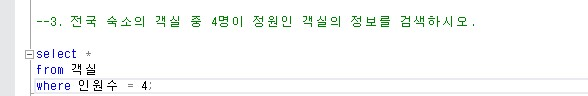 --3. 전국 숙소의 객실 중 4명이 정원인 객실의 정보를 검색하시오.
select *
from 객실
where 인원수 = 4;